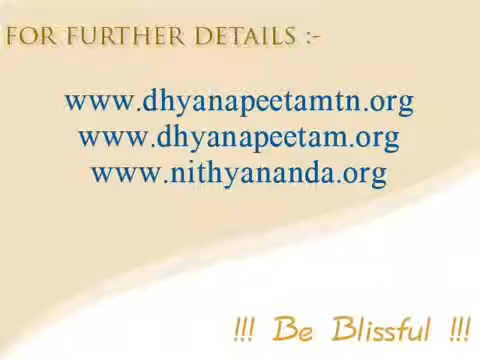 FOR FURTHER DETAILS :-
www.dhyanapeetamtn.org
www.dhyanapeetam.org
www.nithyananda.org
!!! Be Blissful !!!